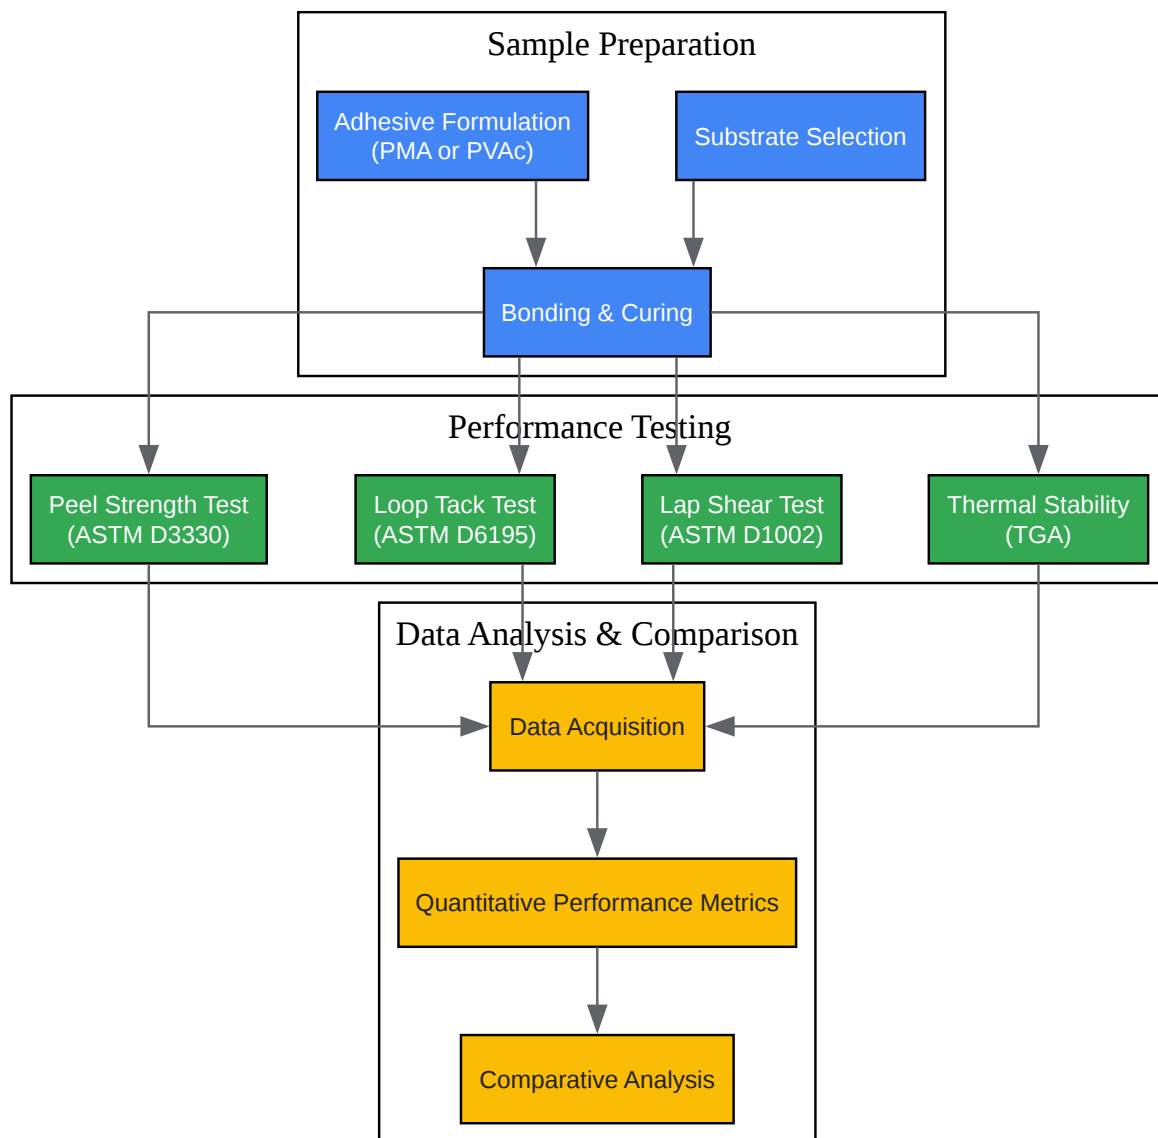 Sample Preparation
Adhesive Formulation
(PMA or PVAc)
Substrate Selection
Bonding & Curing
Performance Testing
Peel Strength Test
(ASTM D3330)
Loop Tack Test
(ASTM D6195)
Lap Shear Test
(ASTM D1002)
Thermal Stability
(TGA)
Data Analysis & Comparison
Data Acquisition
Quantitative Performance Metrics
Comparative Analysis